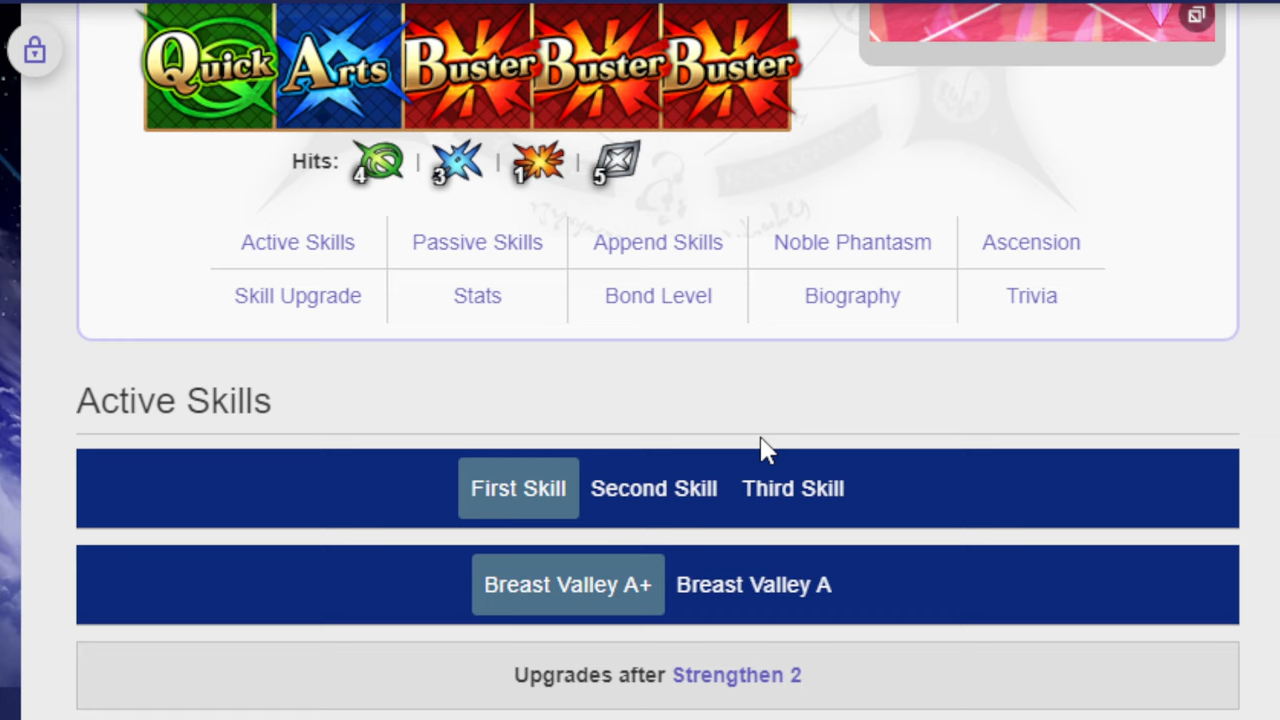 Quick Arts Buster Buster Buster
Hits: 4 | 3 | 1 | 5
Active Skills Passive Skills Append Skills Noble Phantasm Ascension
Skill Upgrade Stats Bond Level Biography Trivia
Active Skills
First Skill Second Skill Third Skill
Breast Valley A+ Breast Valley A
Upgrades after Strengthen 2